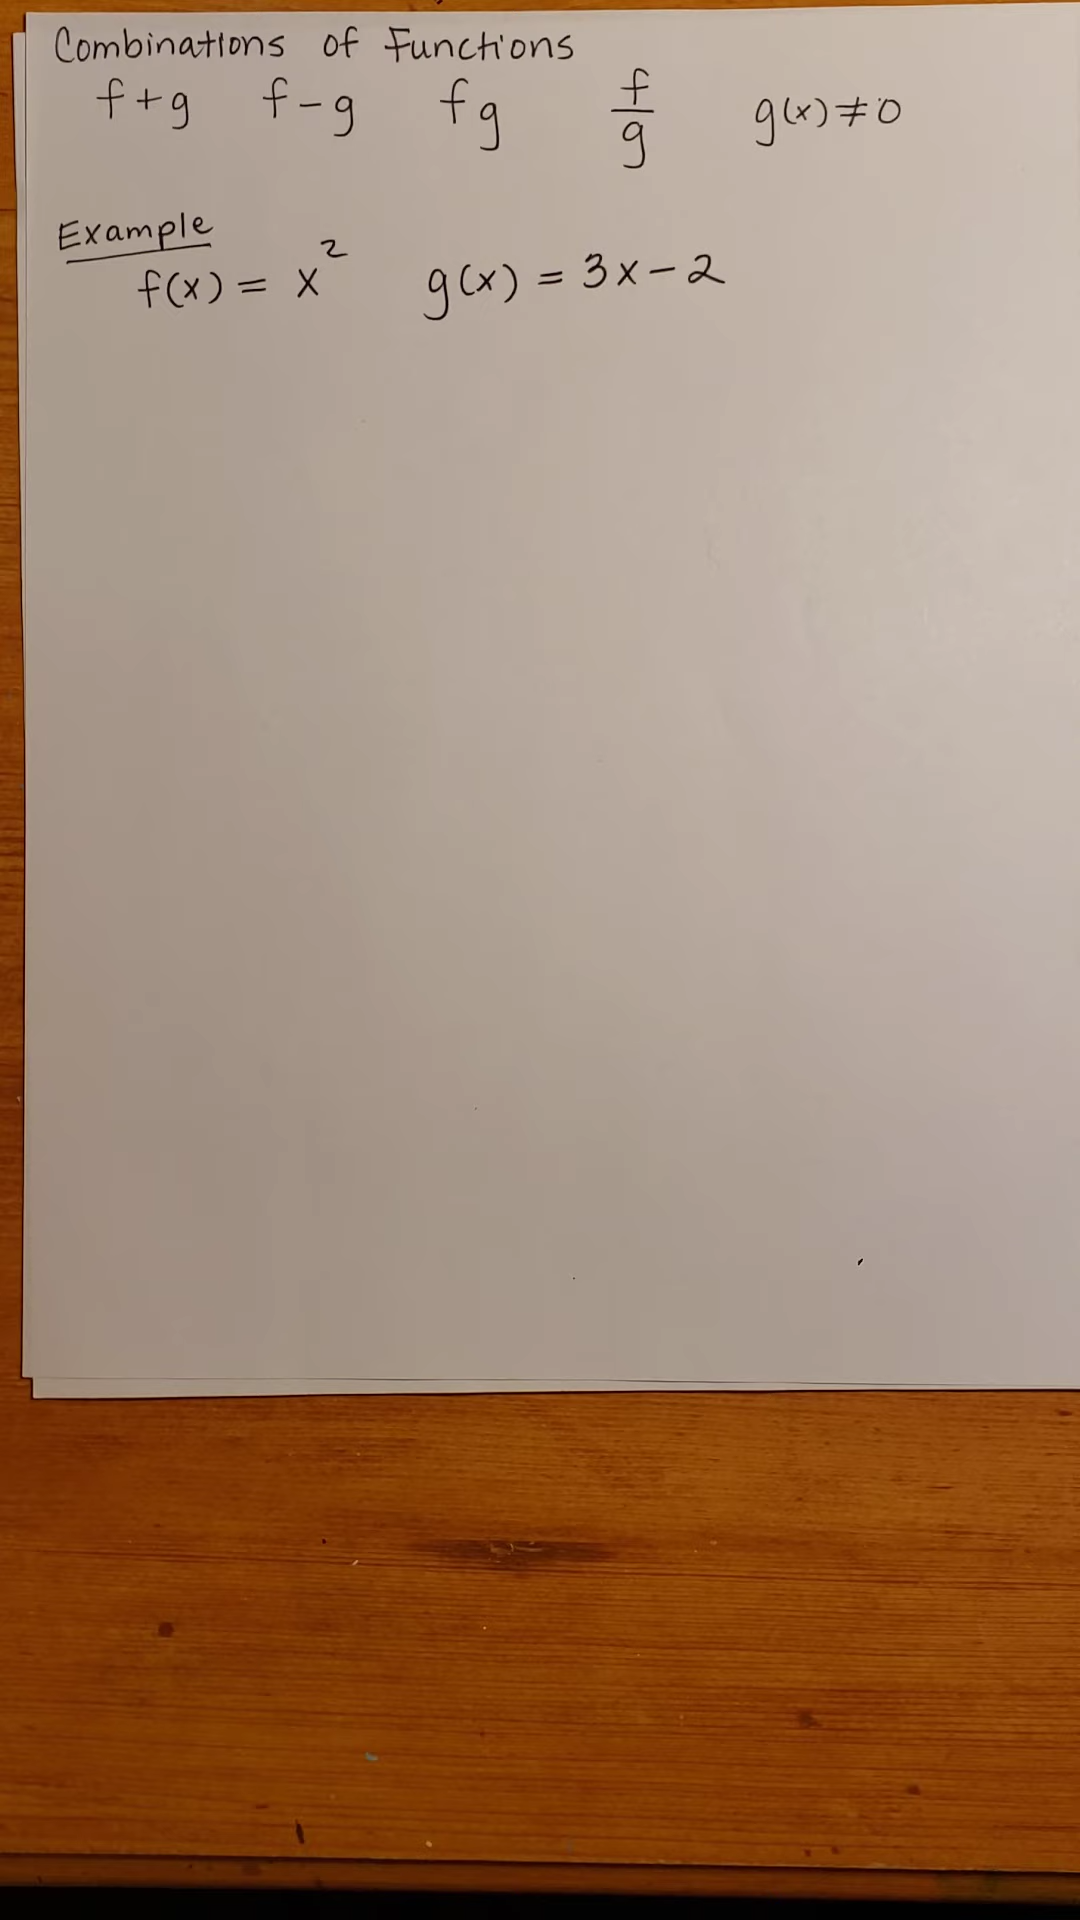 Combinations of Functions
f+g f-g fg f/g g(x)≠0
Example
f(x) = x² g(x) = 3x-2